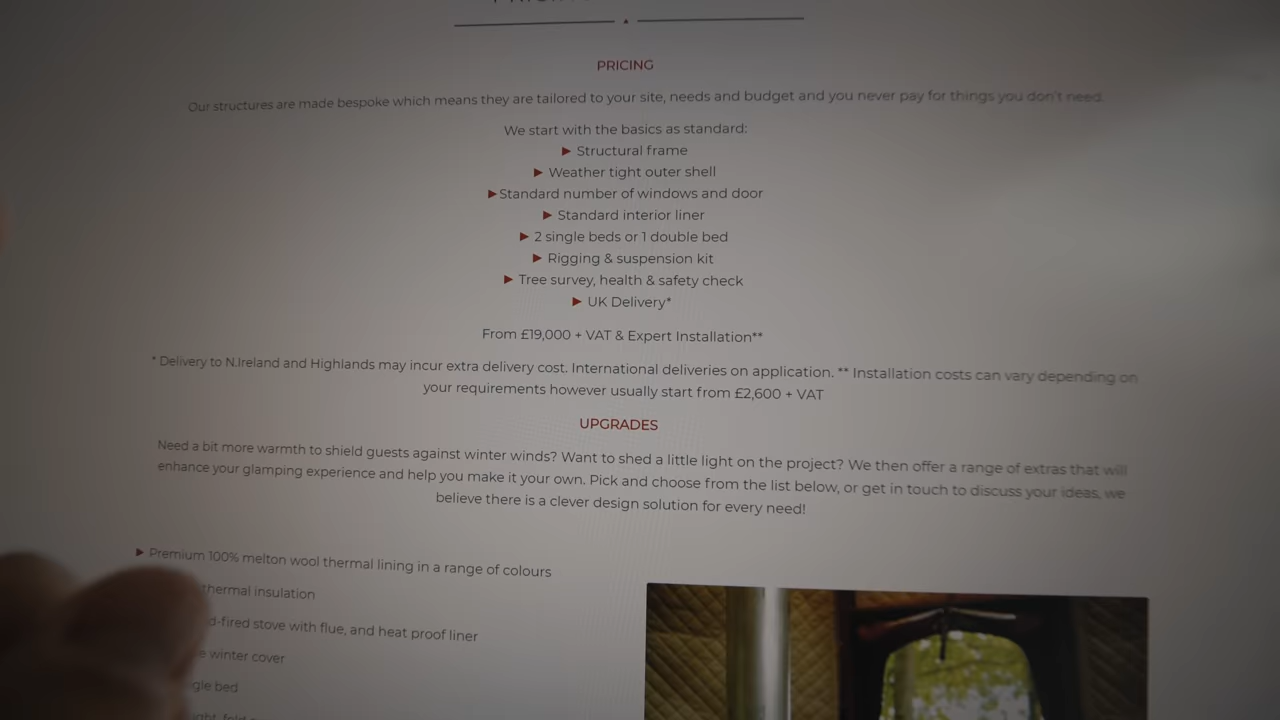 PRICING
Our structures are made bespoke which means they are tailored to your site, needs and budget and you never pay for things you don't need.
We start with the basics as standard:
► Structural frame
► Weather tight outer shell
►Standard number of windows and door
► Standard interior liner
► 2 single beds or 1 double bed
► Rigging & suspension kit
► Tree survey, health & safety check
► UK Delivery*
From £19,000 + VAT & Expert Installation**
* Delivery to N.Ireland and Highlands may incur extra delivery cost. International deliveries on application. ** Installation costs can vary depending on
your requirements however usually start from £2,600 + VAT
UPGRADES
Need a bit more warmth to shield guests against winter winds? Want to shed a little light on the project? We then offer a range of extras that will
enhance your glamping experience and help you make it your own. Pick and choose from the list below, or get in touch to discuss your ideas, we
believe there is a clever design solution for every need!
► Premium 100% melton wool thermal lining in a range of colours
thermal insulation
d-fired stove with flue, and heat proof liner
winter cover
bed